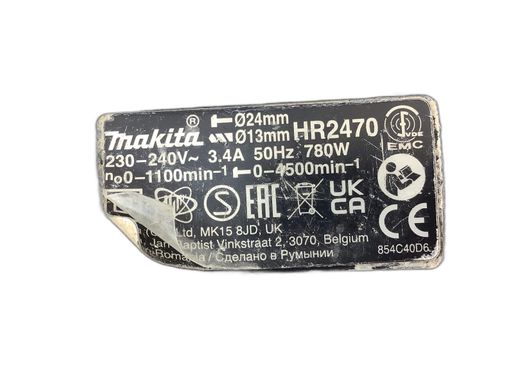 makita® Ø24mm
Ø13mm HR2470
230-240V~ 3.4A 50Hz 780W
n₀0-1100min⁻¹ 0-4500min⁻¹
VDE
EMC
S EAC UK CA CE
Ltd, MK15 8JD, UK
Jan Baptist Vinkstraat 2, 3070, Belgium
854C40D6
Romania / Сделано в Румынии